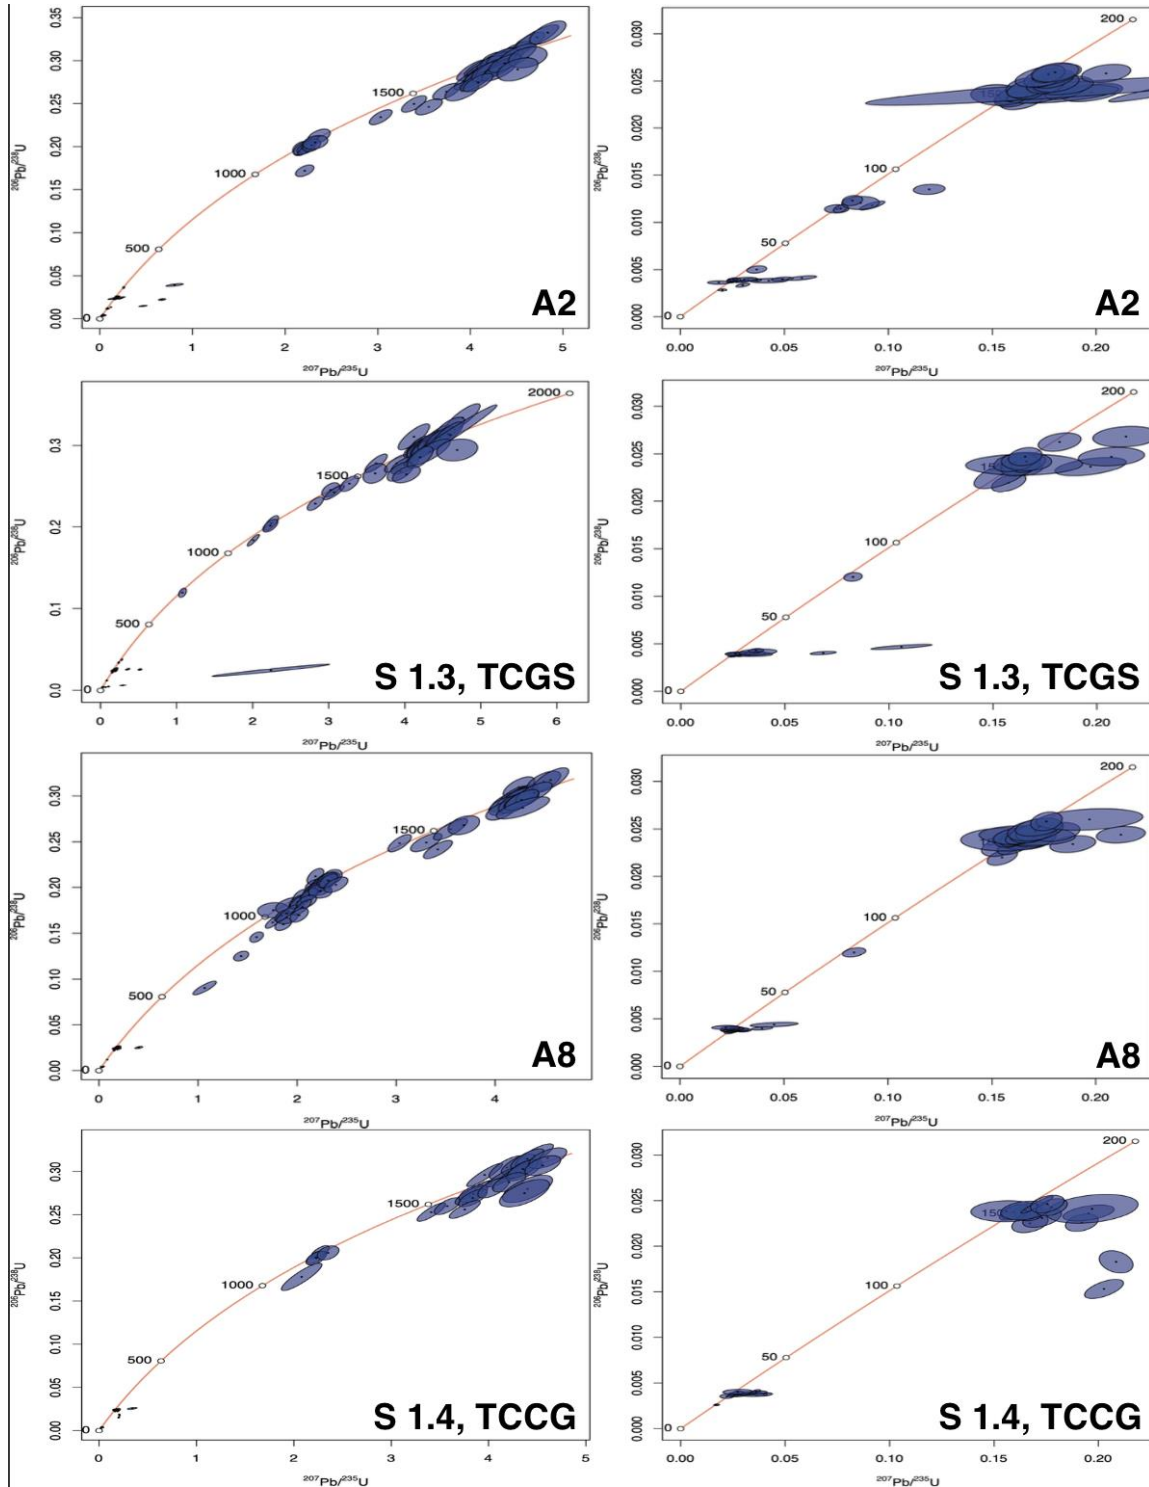 0.00 0.05 0.10 0.15 0.20 0.25 0.30 0.35
²⁰⁶Pb/²³⁸U
0 500 1000 1500
A2
0 1 2 3 4 5
²⁰⁷Pb/²³⁵U
0.000 0.005 0.010 0.015 0.020 0.025 0.030
²⁰⁶Pb/²³⁸U
0 50 100 200
A2
0.00 0.05 0.10 0.15 0.20
²⁰⁷Pb/²³⁵U
0.0 0.1 0.2 0.3
²⁰⁶Pb/²³⁸U
0 500 1000 1500 2000
S 1.3, TCGS
0 1 2 3 4 5 6
²⁰⁷Pb/²³⁵U
0.000 0.005 0.010 0.015 0.020 0.025 0.030
²⁰⁶Pb/²³⁸U
0 50 100 200
S 1.3, TCGS
0.00 0.05 0.10 0.15 0.20
²⁰⁷Pb/²³⁵U
0.00 0.05 0.10 0.15 0.20 0.25 0.30
²⁰⁶Pb/²³⁸U
0 500 1000 1500
A8
0 1 2 3 4
²⁰⁷Pb/²³⁵U
0.000 0.005 0.010 0.015 0.020 0.025 0.030
²⁰⁶Pb/²³⁸U
0 50 100 200
A8
0.00 0.05 0.10 0.15 0.20
²⁰⁷Pb/²³⁵U
0.00 0.05 0.10 0.15 0.20 0.25 0.30
²⁰⁶Pb/²³⁸U
0 500 1000 1500
S 1.4, TCCG
0 1 2 3 4 5
²⁰⁷Pb/²³⁵U
0.000 0.005 0.010 0.015 0.020 0.025 0.030
²⁰⁶Pb/²³⁸U
0 50 100 150 200
S 1.4, TCCG
0.00 0.05 0.10 0.15 0.20
²⁰⁷Pb/²³⁵U